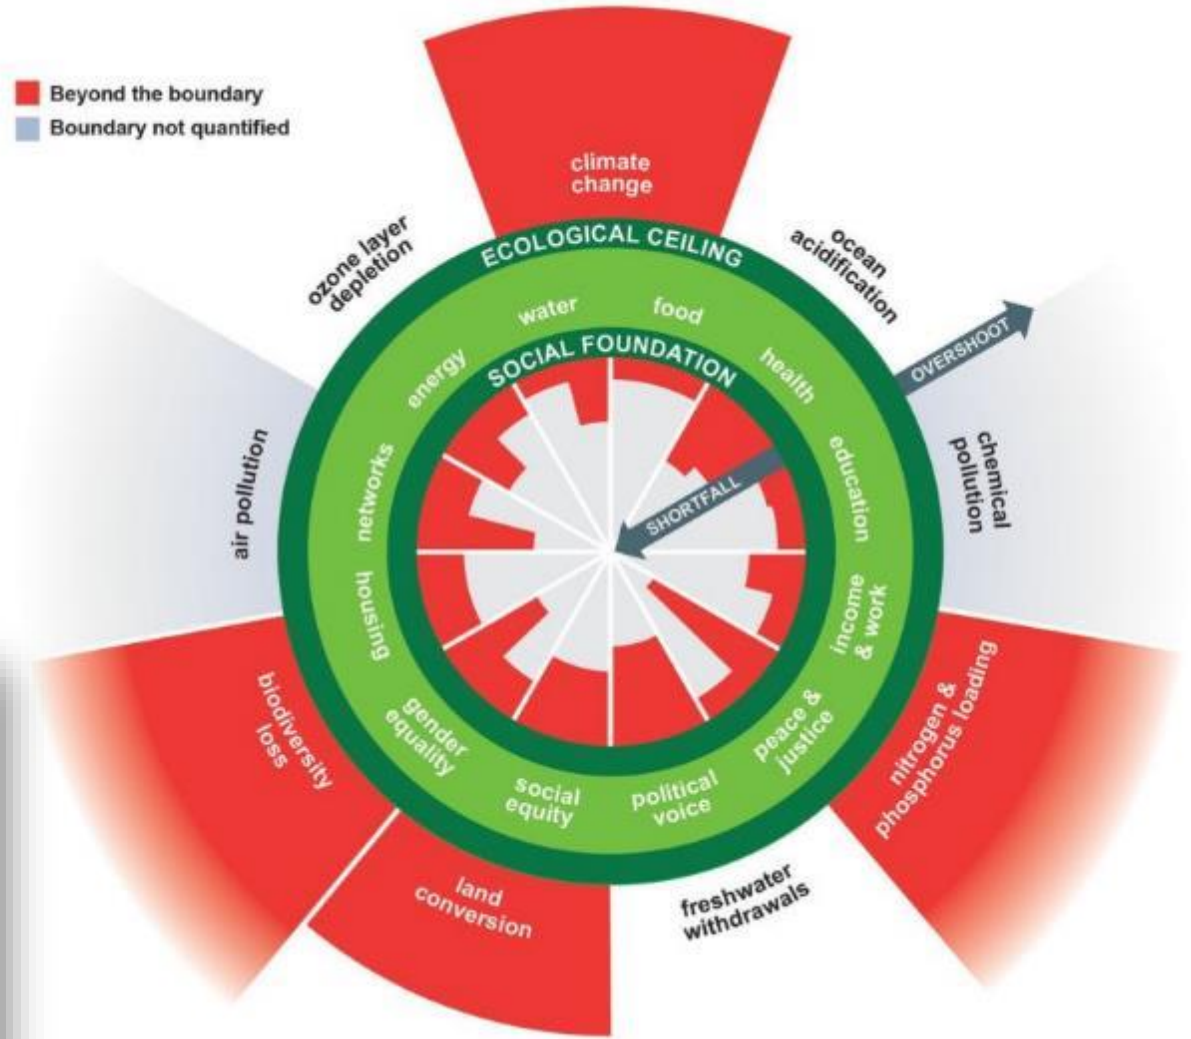 Beyond the boundary
Boundary not quantified
climate
change
ozone layer
depletion
ocean
acidification
ECOLOGICAL CEILING
OVERSHOOT
water
food
energy
health
SOCIAL FOUNDATION
SHORTFALL
air pollution
networks
education
chemical
pollution
housing
income
& work
biodiversity
loss
gender
equality
social
equity
political
voice
peace &
justice
nitrogen &
phosphorus loading
land
conversion
freshwater
withdrawals